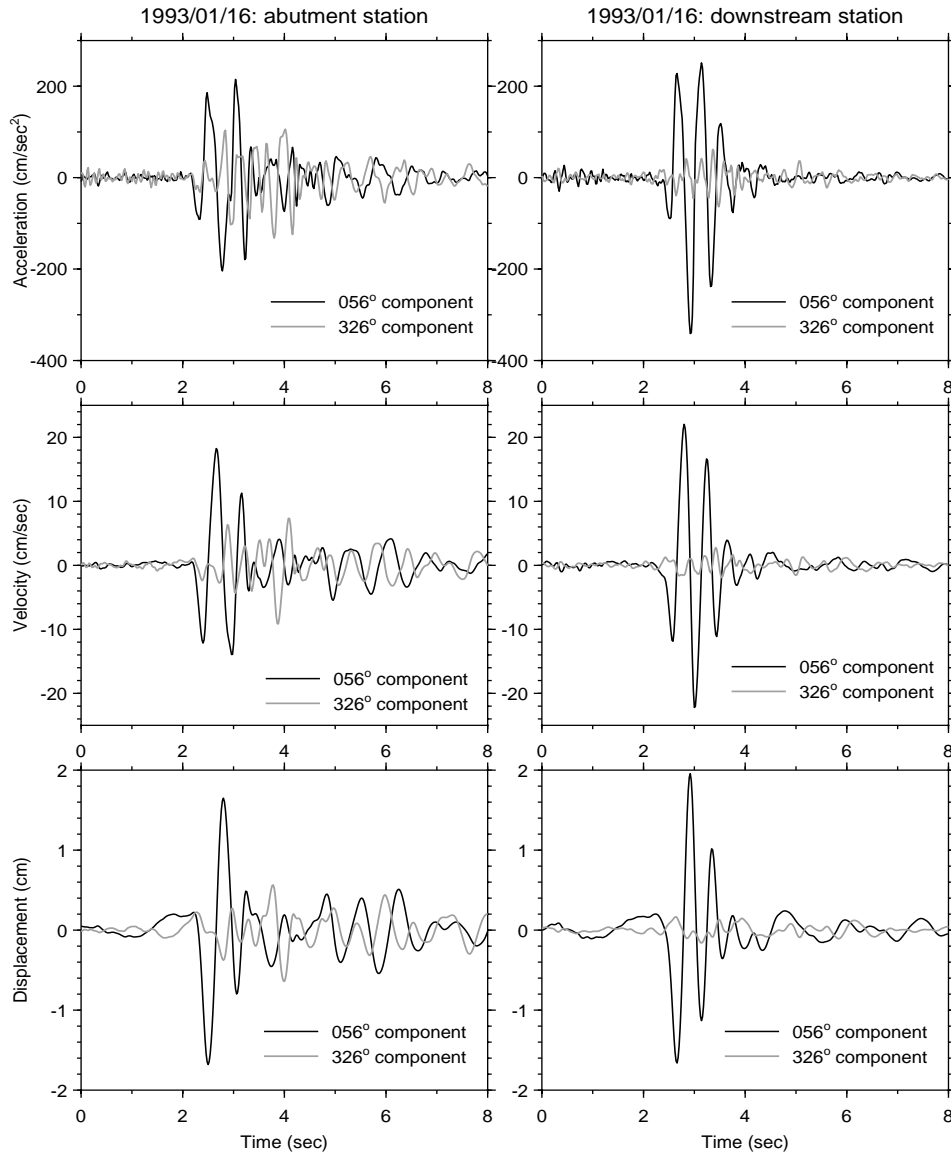 1993/01/16: abutment station
1993/01/16: downstream station
Acceleration (cm/sec²)
200
0
-200
-400
056° component
326° component
0 2 4 6 8
200
0
-200
-400
056° component
326° component
0 2 4 6 8
Velocity (cm/sec)
20
10
0
-10
-20
056° component
326° component
0 2 4 6 8
20
10
0
-10
-20
056° component
326° component
0 2 4 6 8
Displacement (cm)
2
1
0
-1
-2
056° component
326° component
0 2 4 6 8
Time (sec)
2
1
0
-1
-2
056° component
326° component
0 2 4 6 8
Time (sec)